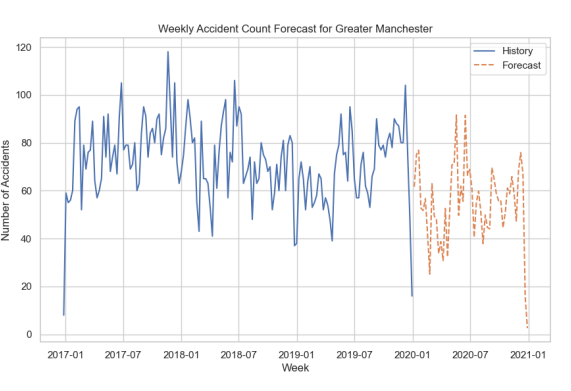 Weekly Accident Count Forecast for Greater Manchester
History
Forecast
Number of Accidents
120
100
80
60
40
20
0
2017-01 2017-07 2018-01 2018-07 2019-01 2019-07 2020-01 2020-07 2021-01
Week